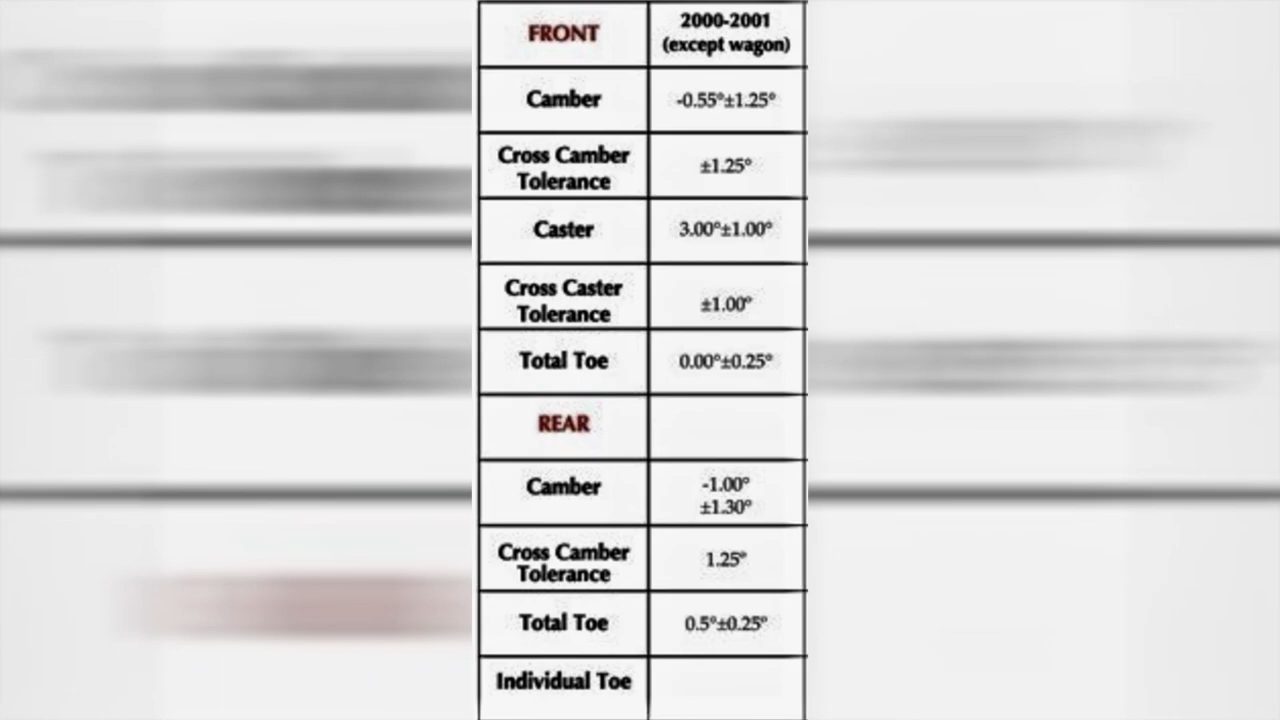 FRONT
2000-2001
(except wagon)
Camber
-0.55°±1.25°
Cross Camber
Tolerance
±1.25°
Caster
3.00°±1.00°
Cross Caster
Tolerance
±1.00°
Total Toe
0.00°±0.25°
REAR
Camber
-1.00°
±1.30°
Cross Camber
Tolerance
1.25°
Total Toe
0.5°±0.25°
Individual Toe